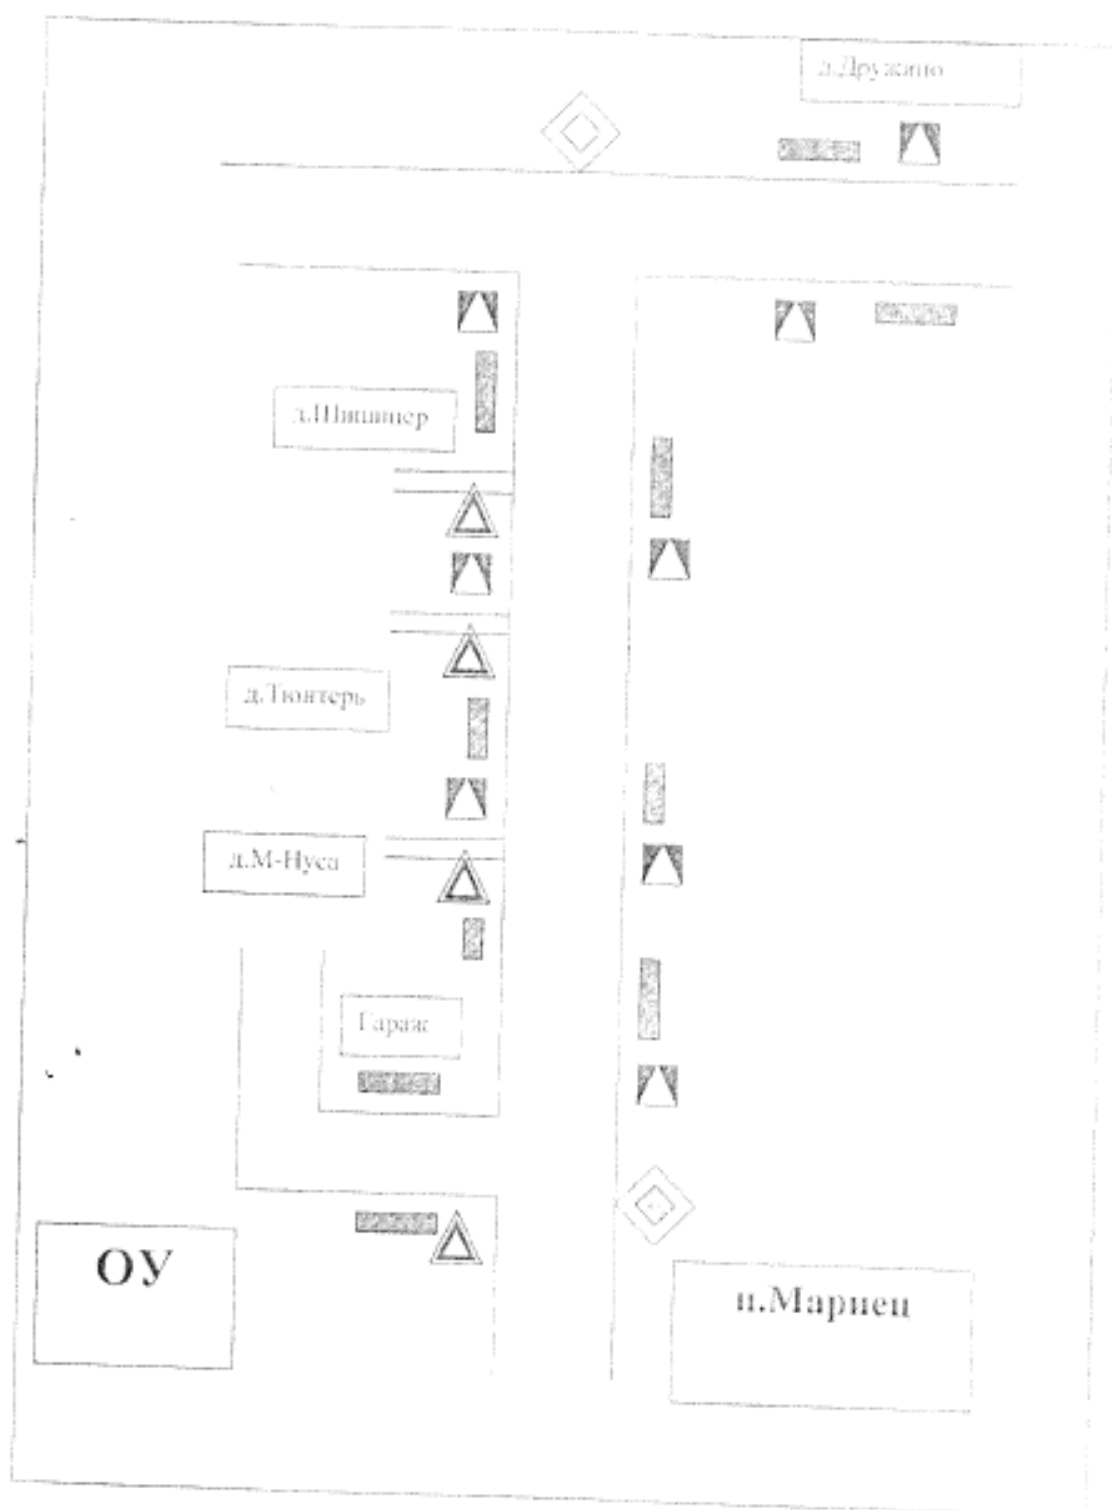 д.Дружино
д.Шишинер
д.Тюнтерь
д.М-Нуса
Гараж
ОУ
п.Мариец